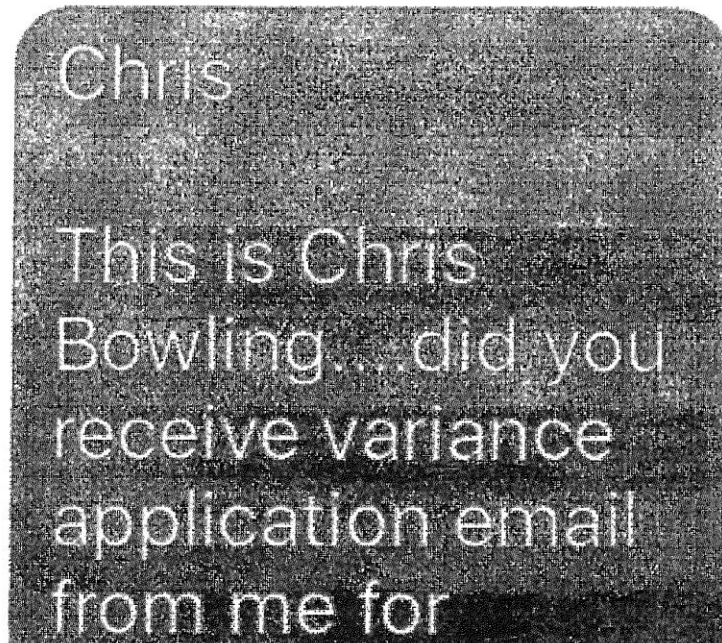 Chris
This is Chris
Bowling....did you
receive variance
application email
from me for